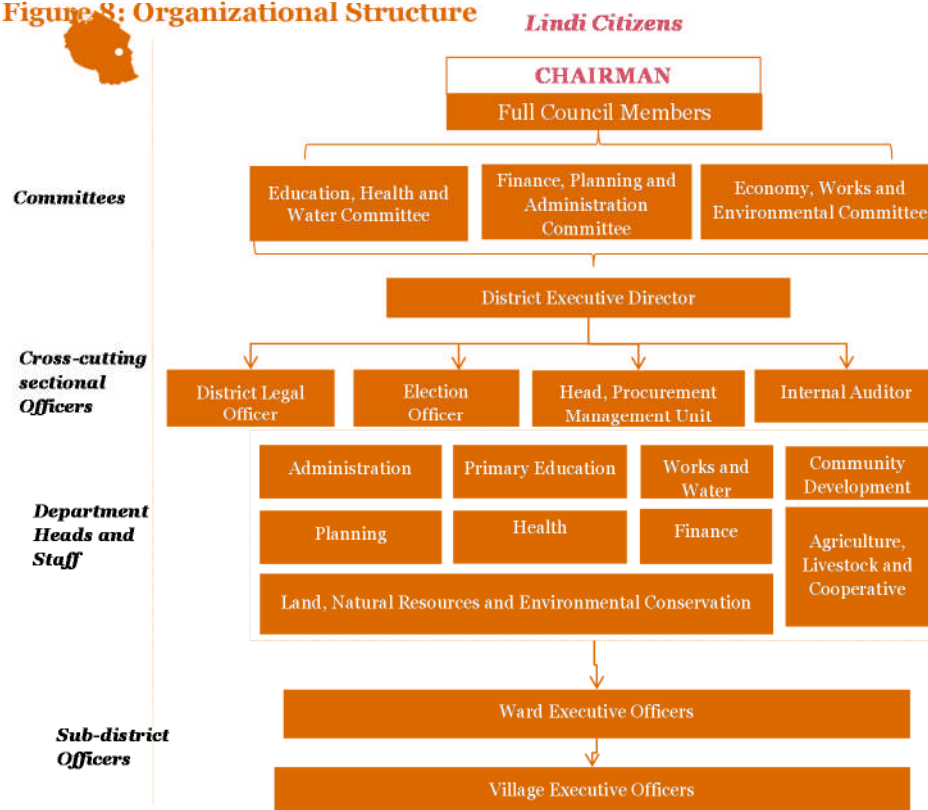 Figure 8: Organizational Structure
Lindi Citizens
CHAIRMAN
Full Council Members
Committees
Education, Health and
Water Committee
Finance, Planning and
Administration
Committee
Economy, Works and
Environmental Committee
District Executive Director
Cross-cutting
sectional
Officers
District Legal
Officer
Election
Officer
Head, Procurement
Management Unit
Internal Auditor
Department
Heads and
Staff
Administration
Primary Education
Works and
Water
Community
Development
Planning
Health
Finance
Agriculture,
Livestock and
Cooperative
Land, Natural Resources and Environmental Conservation
Sub-district
Officers
Ward Executive Officers
Village Executive Officers